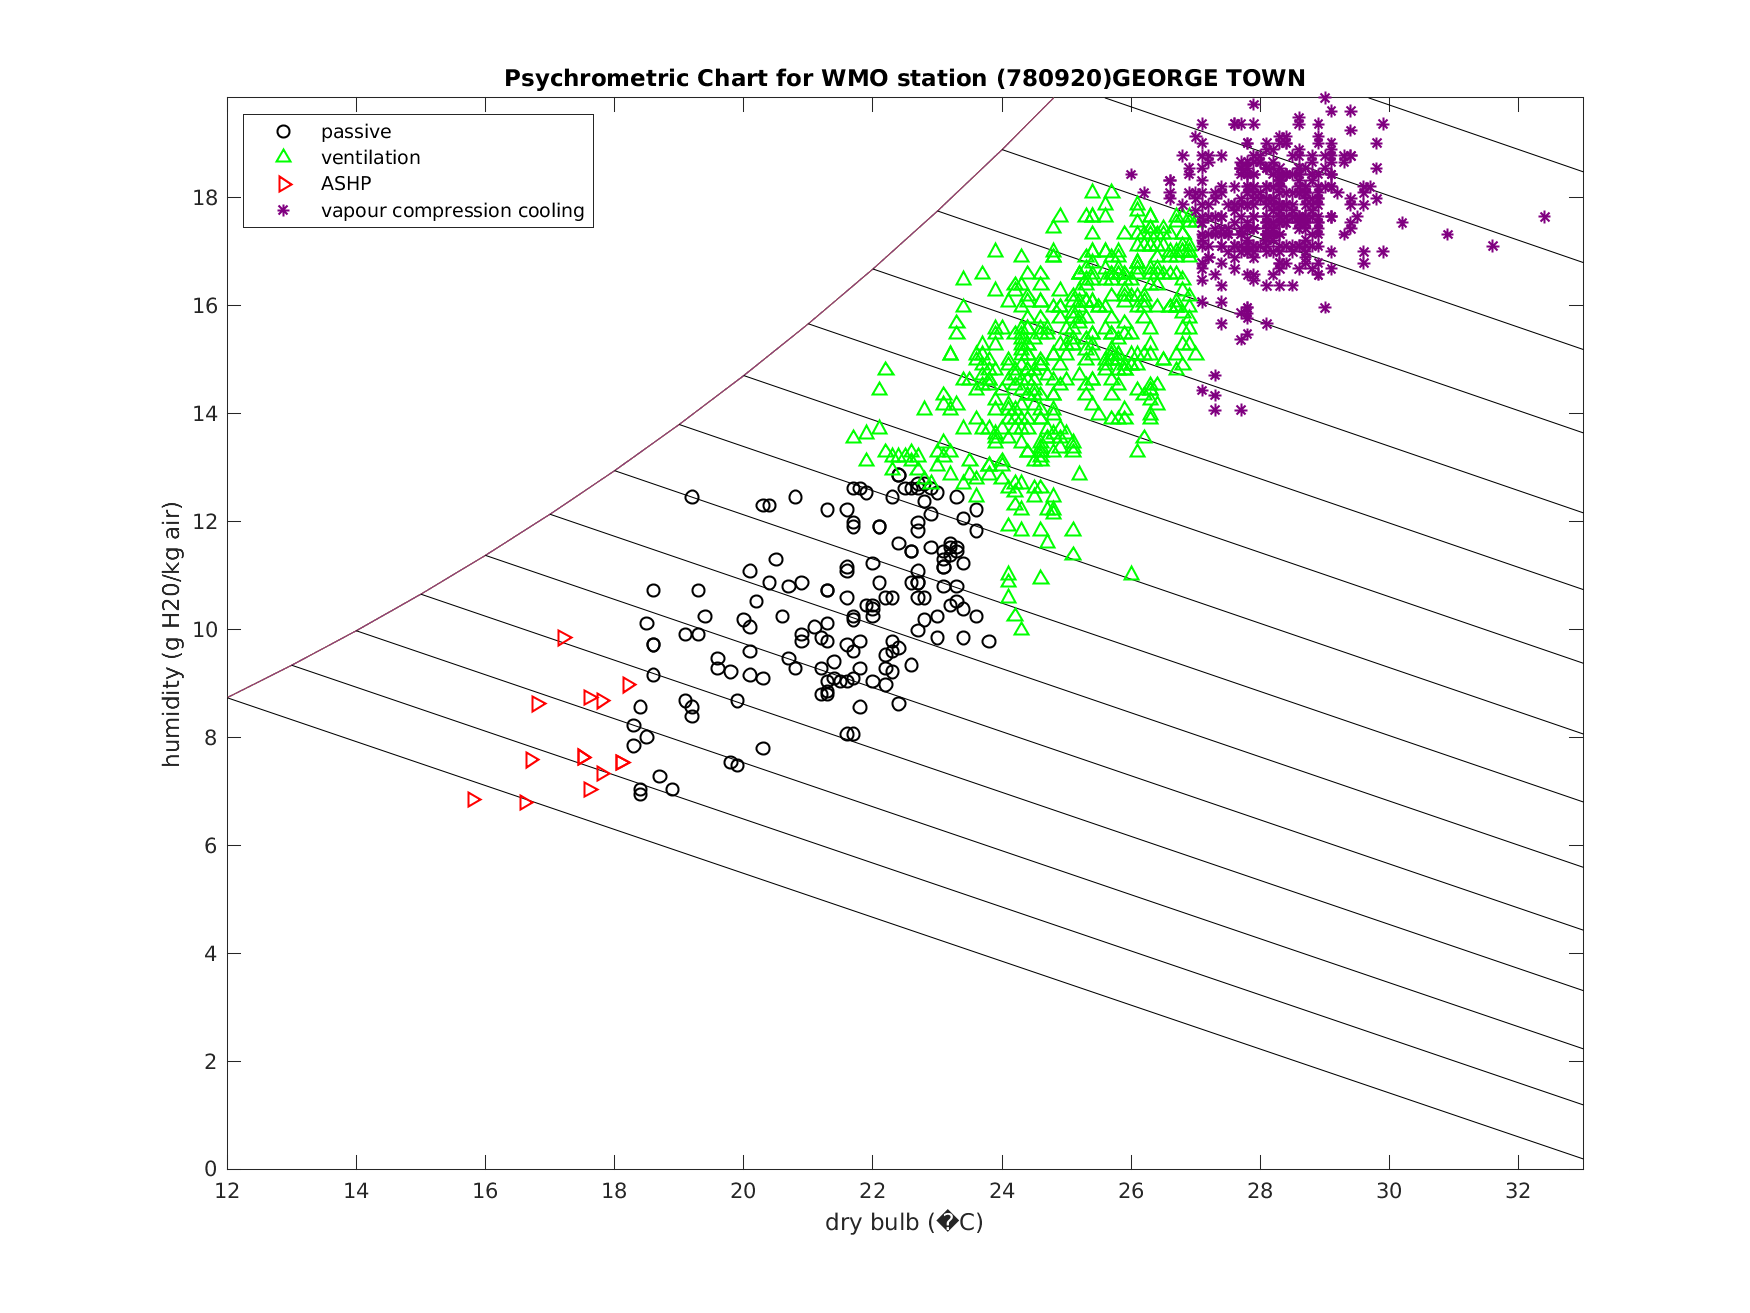 Psychrometric Chart for WMO station (780920)GEORGE TOWN
passive
ventilation
ASHP
vapour compression cooling
humidity (g H20/kg air)
18
16
14
12
10
8
6
4
2
0
12 14 16 18 20 22 24 26 28 30 32
dry bulb (�C)